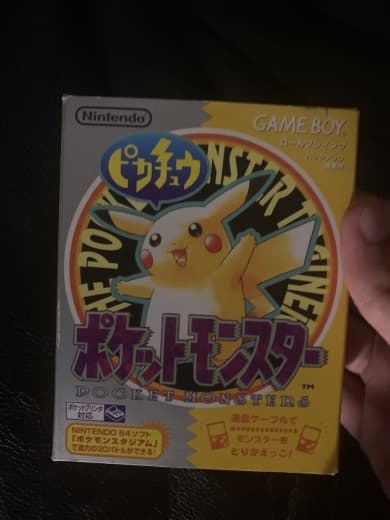 Nintendo
GAME BOY
ロールプレイング
ピカチュウ
THE POCKET MONSTER TRAINER
ポケットモンスター
TM
POCKET MONSTERS
ポケットプリンタ
対応
NINTENDO 64ソフト
「ポケモンスタジアム」
で迫力の3Dバトルができる!
通信ケーブルで
モンスターを
とりかえっこ!